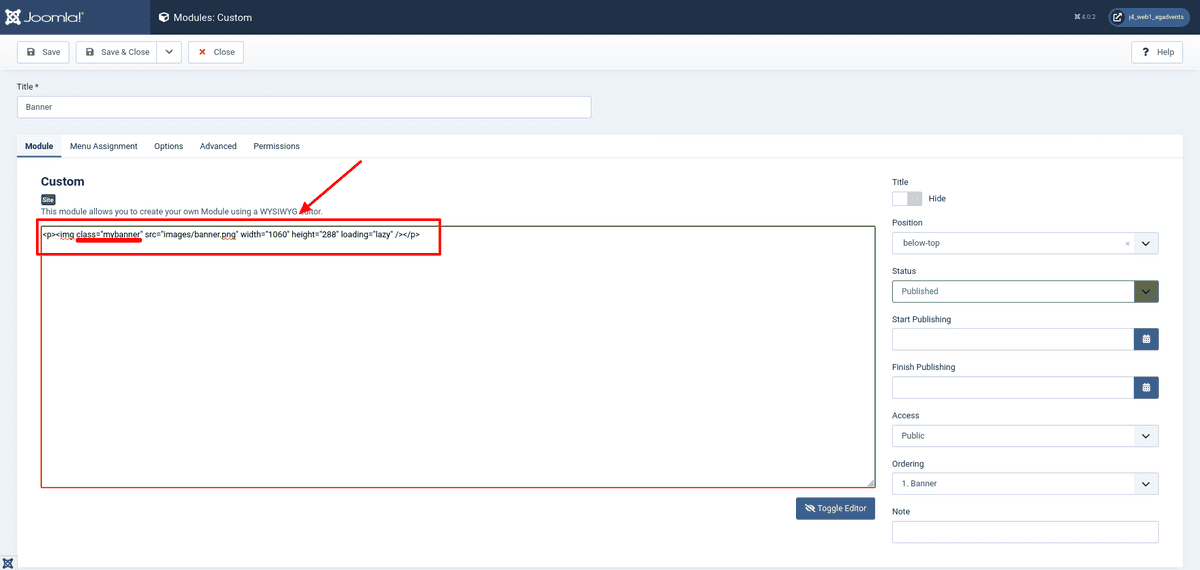 Joomla!® Modules: Custom 4.0.2 j4_web1_agadvents
Save Save & Close Close ? Help
Title *
Banner
Module Menu Assignment Options Advanced Permissions
Custom
Site
This module allows you to create your own Module using a WYSIWYG editor.
<p><img class="mybanner" src="images/banner.png" width="1060" height="288" loading="lazy" /></p>
Toggle Editor
Title
Hide
Position
below-top ×
Status
Published
Start Publishing
Finish Publishing
Access
Public
Ordering
1. Banner
Note